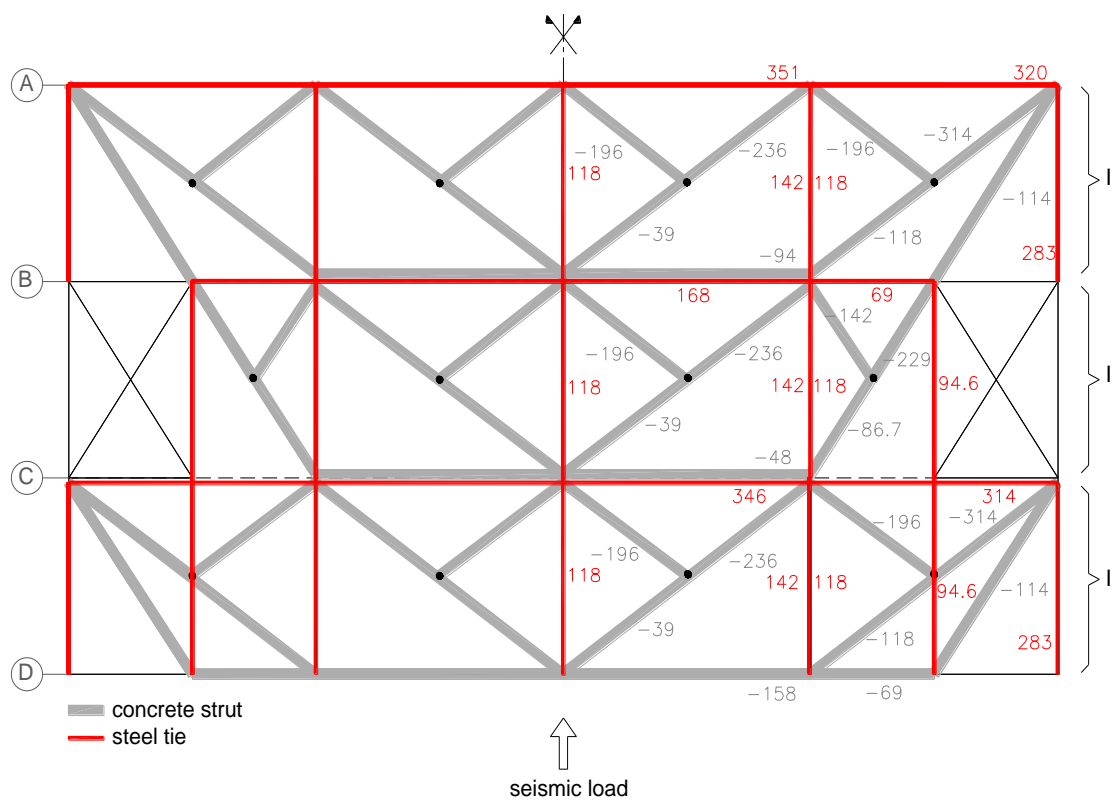 A 351 320
-196 -236 -196 -314
118 142 118 -114
-39 -118
B -94 283
168 69
-196 -236 -142 -229
118 142 118 94.6
-39 -86.7
C -48
346 314
-196 -236 -196 -314
118 142 118 94.6 -114
-39 -118 283
D
-158 -69
concrete strut
steel tie
seismic load
I
I
I